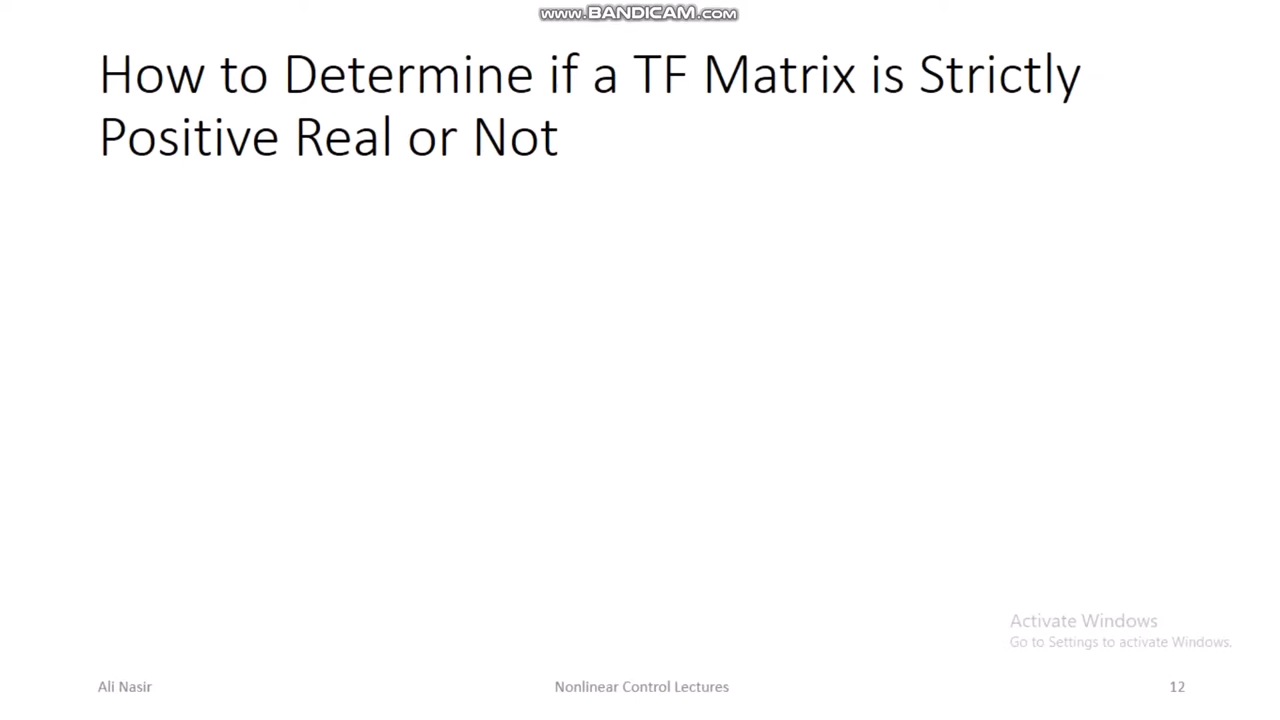 www.BANDICAM.com
How to Determine if a TF Matrix is Strictly
Positive Real or Not
Activate Windows
Go to Settings to activate Windows.
Ali Nasir
Nonlinear Control Lectures
12